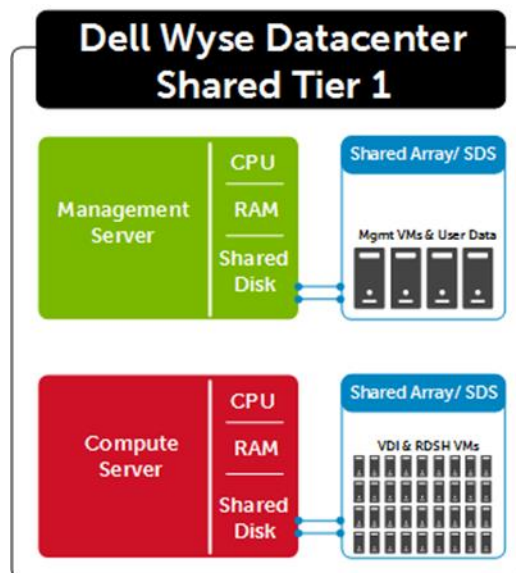 Dell Wyse Datacenter
Shared Tier 1
Management
Server
CPU
RAM
Shared
Disk
Shared Array/ SDS
Mgmt VMs & User Data
Compute
Server
CPU
RAM
Shared
Disk
Shared Array/ SDS
VDI & RDSH VMs